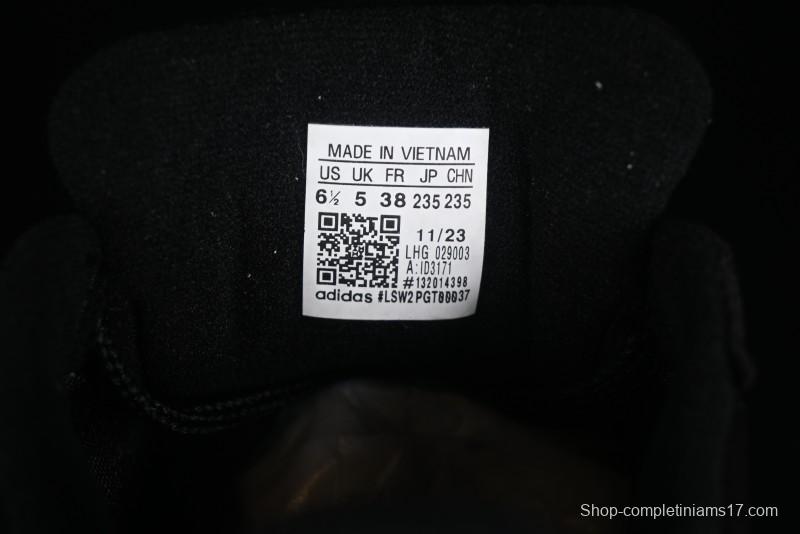 MADE IN VIETNAM
US UK FR JP CHN
6½ 5 38 235 235
11/23
LHG 029003
A:ID3171
#132014398
adidas #LSW2PGT80037
Shop-completiniams17.com